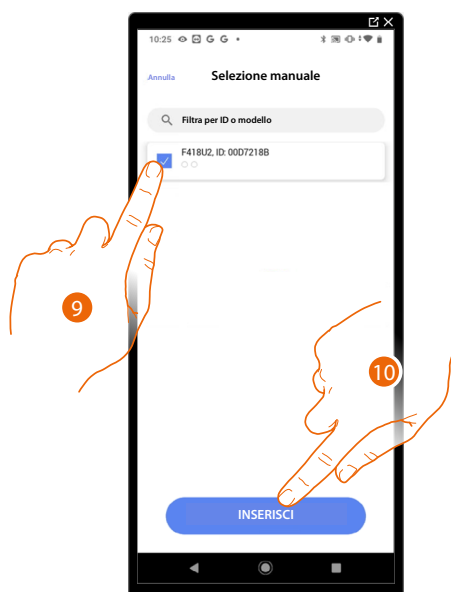 10:25 G G
Annulla Selezione manuale
Filtra per ID o modello
F418U2, ID: 00D7218B
9
10
INSERISCI